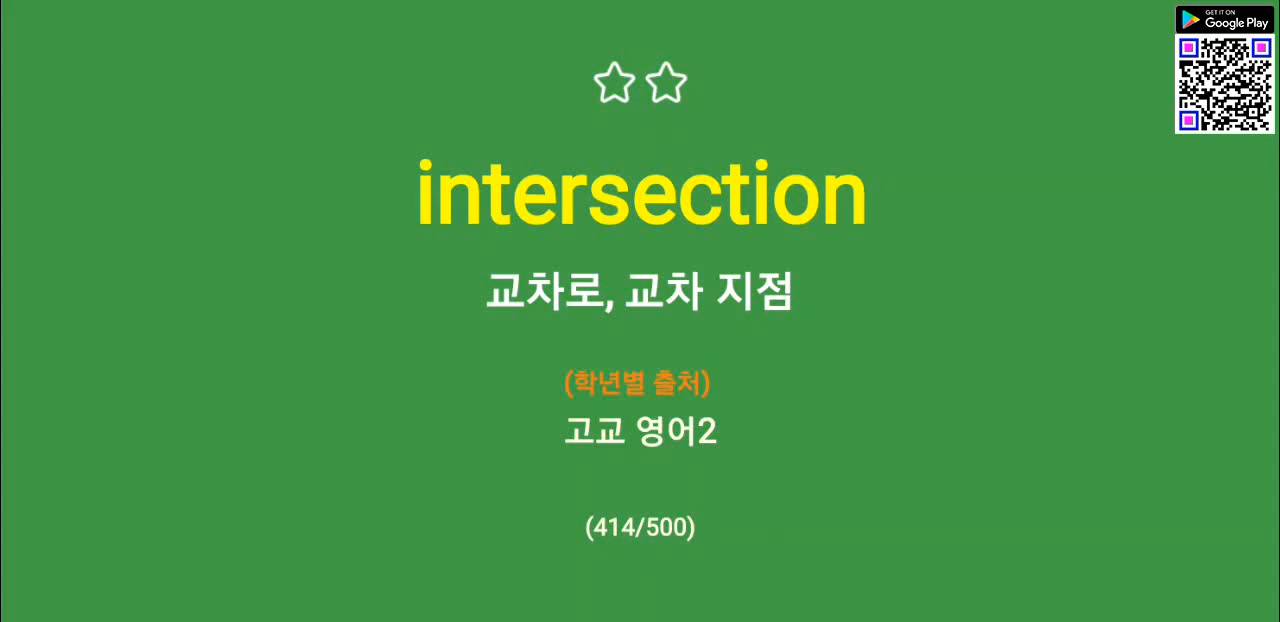 GET IT ON
Google Play
intersection
교차로, 교차 지점
(학년별 출처)
고교 영어2
(414/500)